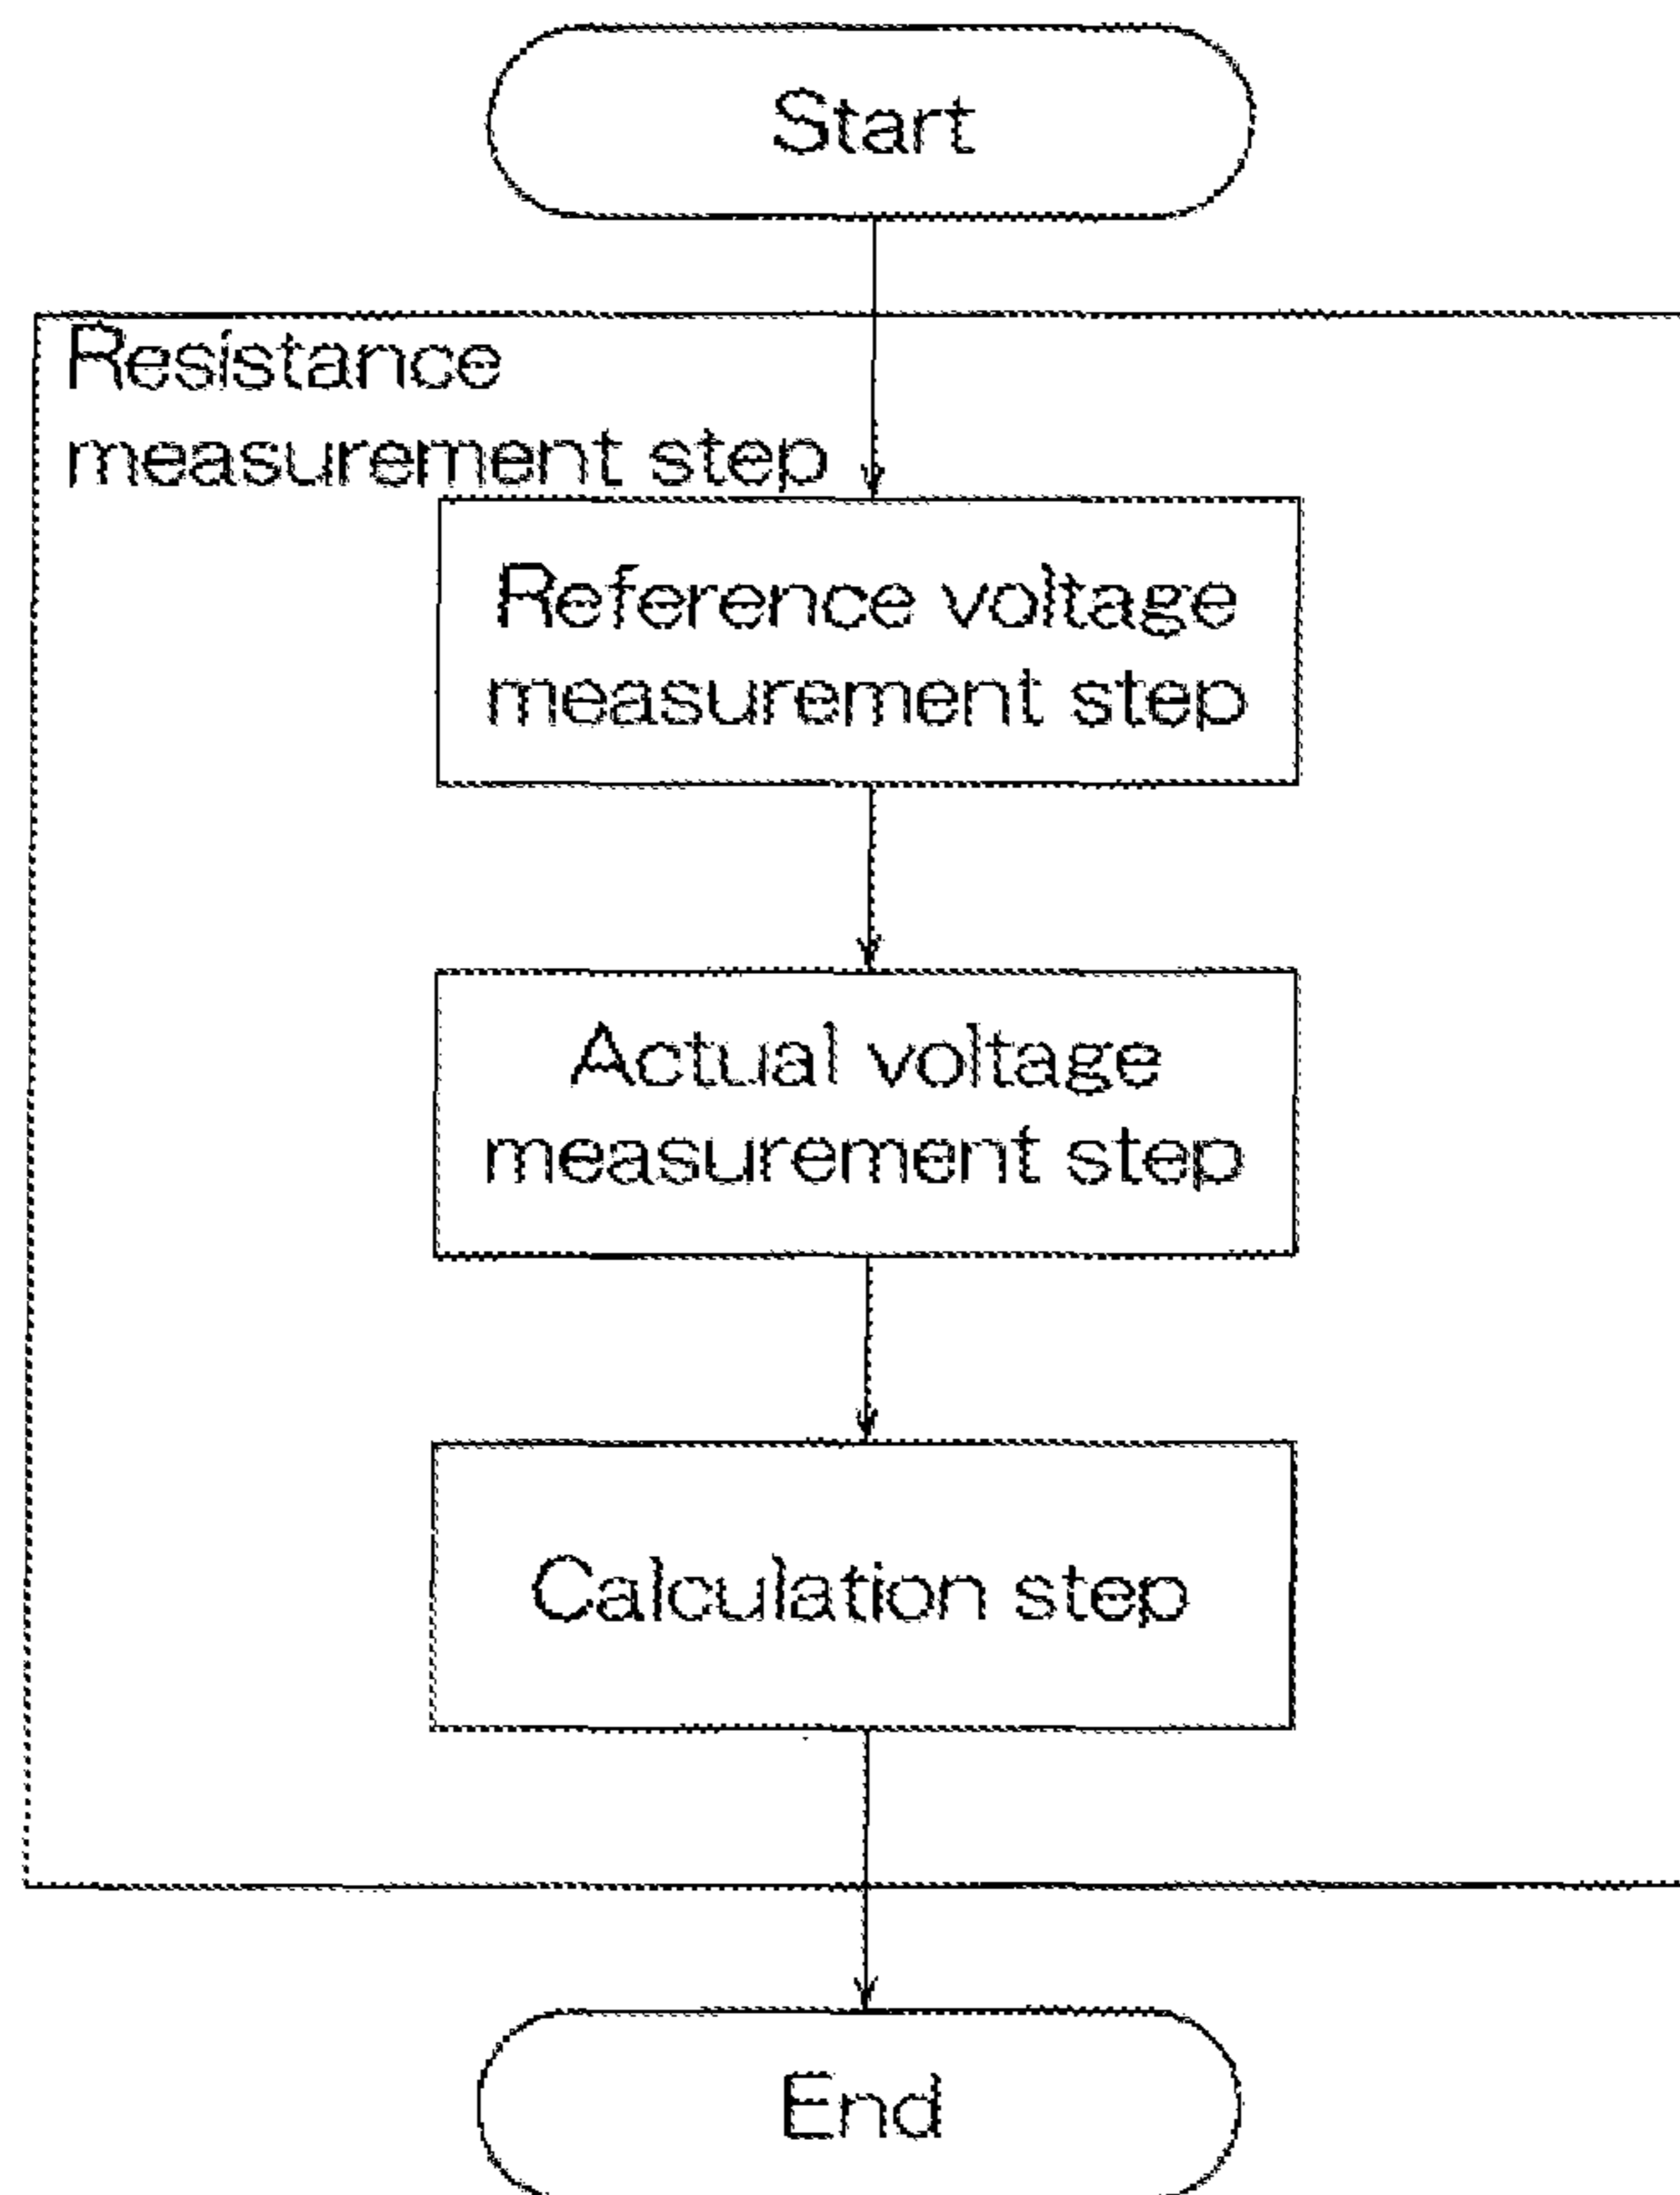 Start
Resistance
measurement step
Reference voltage
measurement step
Actual voltage
measurement step
Calculation step
End